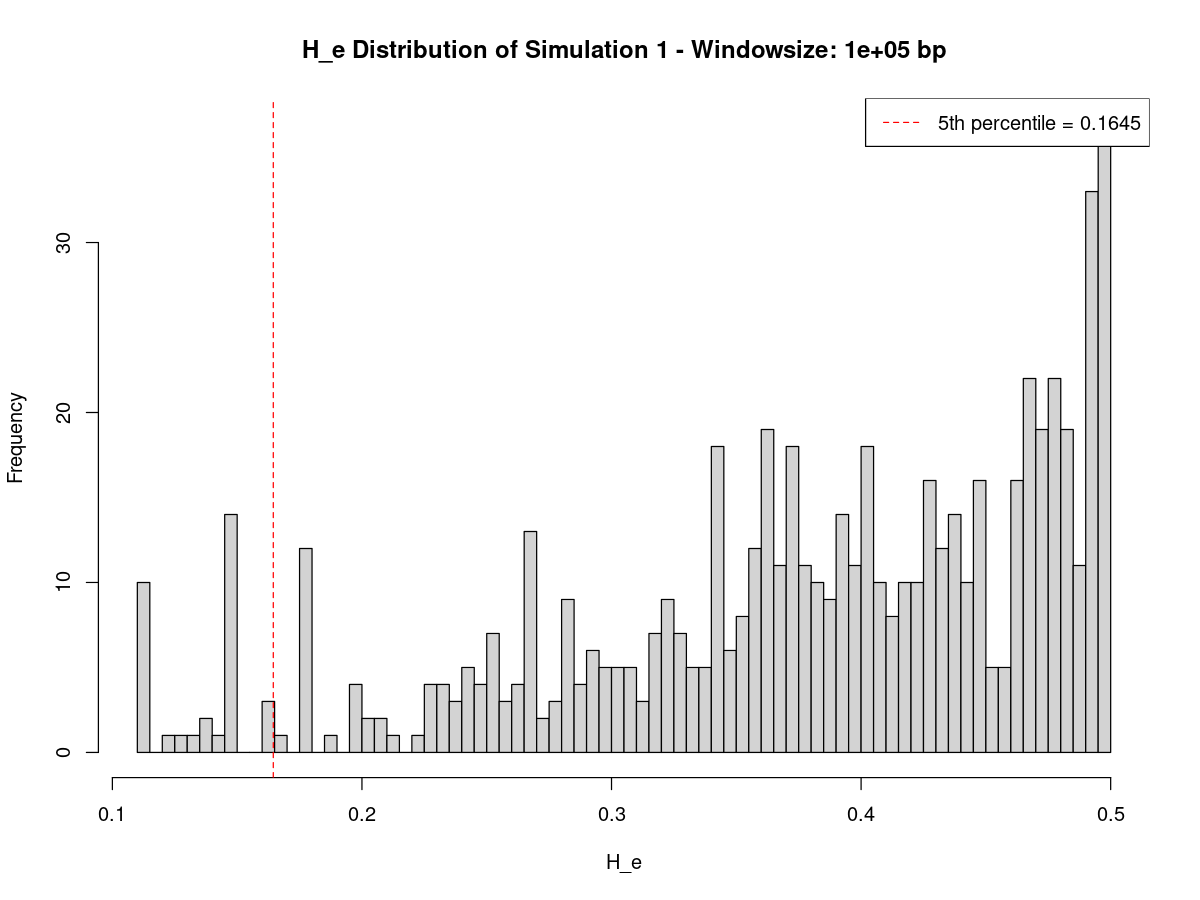 H_e Distribution of Simulation 1 - Windowsize: 1e+05 bp
5th percentile = 0.1645
Frequency
30
20
10
0
0.1 0.2 0.3 0.4 0.5
H_e